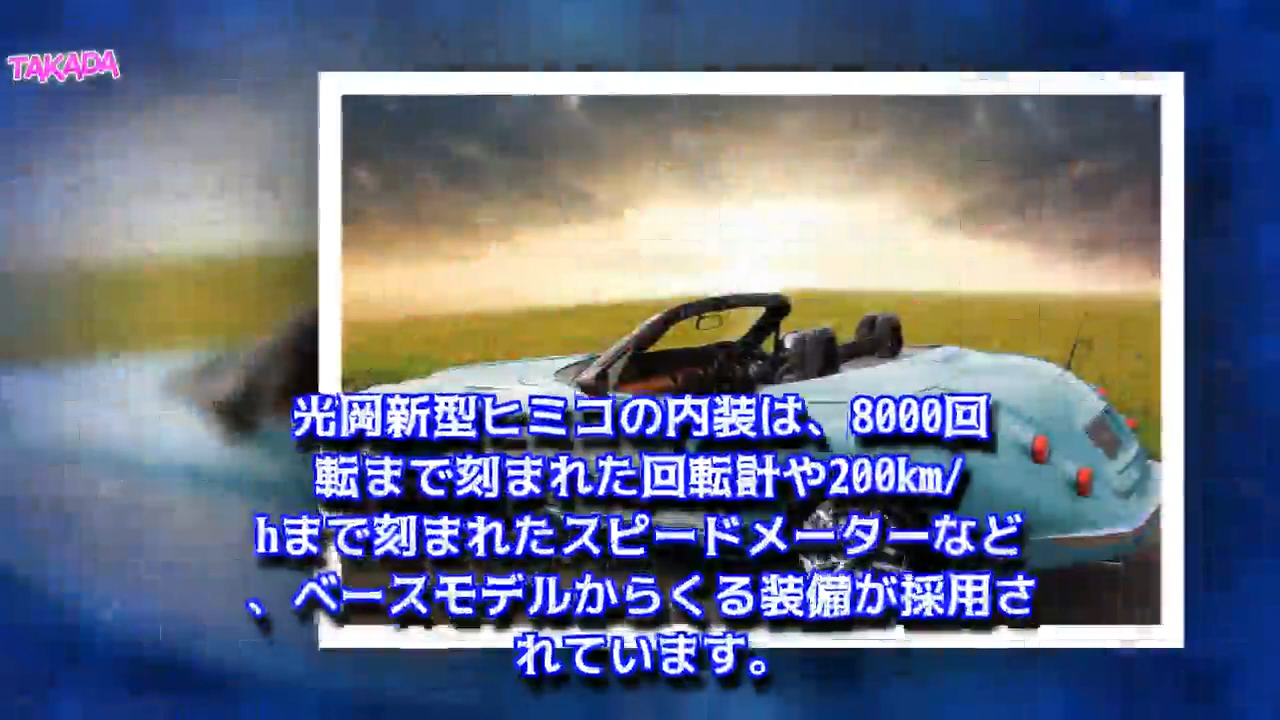 TAKADA
光岡新型ヒミコの内装は、8000回
転まで刻まれた回転計や200km/
hまで刻まれたスピードメーターなど
、ベースモデルからくる装備が採用さ
れています。